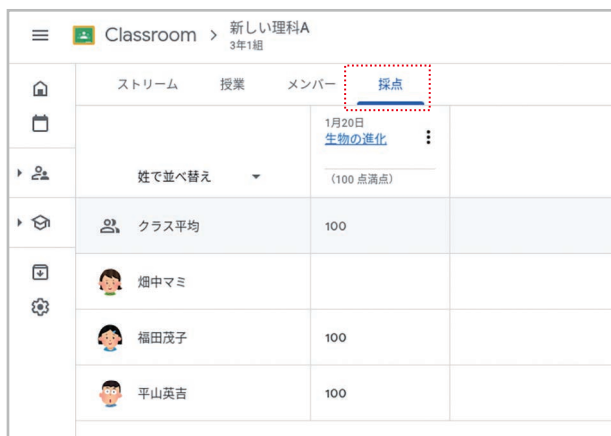 Classroom > 新しい理科A
3年1組
ストリーム 授業 メンバー 採点
1月20日
生物の進化
姓で並べ替え
(100 点満点)
クラス平均 100
畑中マミ
福田茂子 100
平山英吉 100